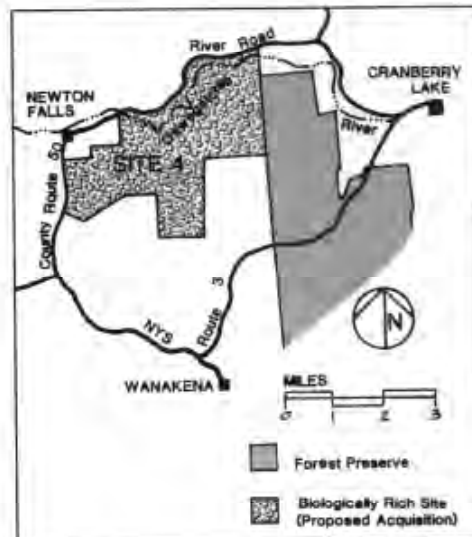 River Road
CRANBERRY
LAKE
NEWTON
FALLS
River
SITE 4
County Route 60
NYS
Route 3
WANAKENA
N
MILES
0 1 2 3
Forest Preserve
Biologically Rich Site
(Proposed Acquisition)